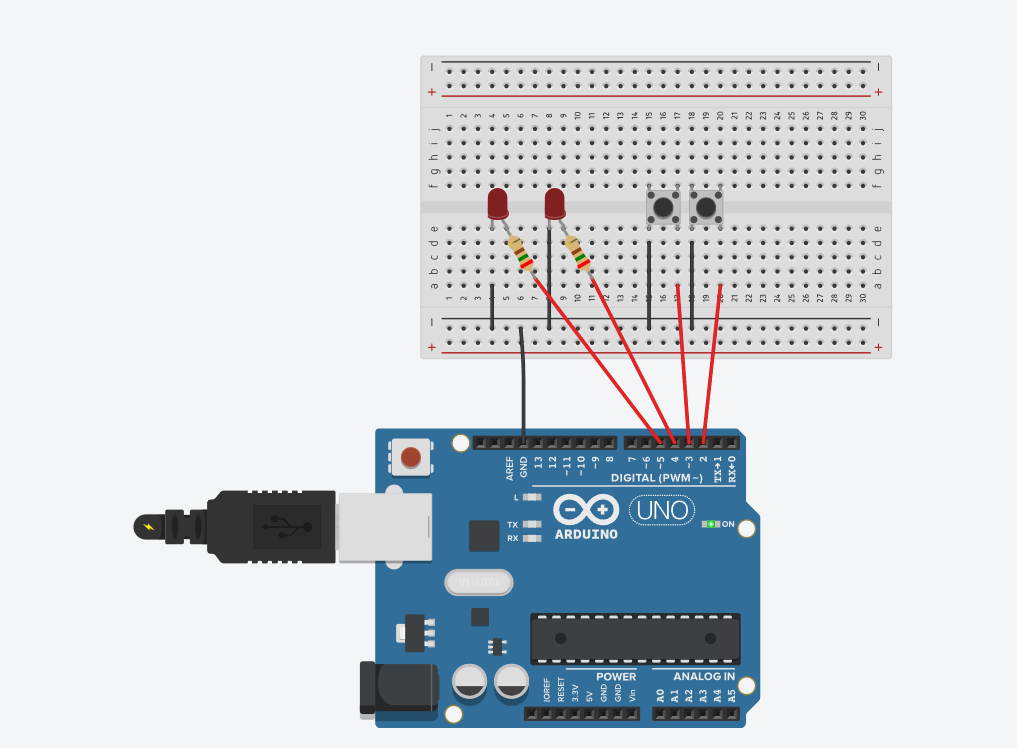 − −
+ +
1 2 3 4 5 6 7 8 9 10 11 12 13 14 15 16 17 18 19 20 21 22 23 24 25 26 27 28 29 30
j j
i i
h h
g g
f f
e e
d d
c c
b b
a a
1 2 3 4 5 6 7 8 9 10 11 12 13 14 15 16 17 18 19 20 21 22 23 24 25 26 27 28 29 30
− −
+ +
AREF GND 13 12 ~11 ~10 ~9 8 7 ~6 ~5 4 ~3 2 TX→1 RX←0
DIGITAL (PWM~)
L
UNO
TX
RX
ON
ARDUINO
POWER ANALOG IN
IOREF RESET 3.3V 5V GND GND Vin A0 A1 A2 A3 A4 A5